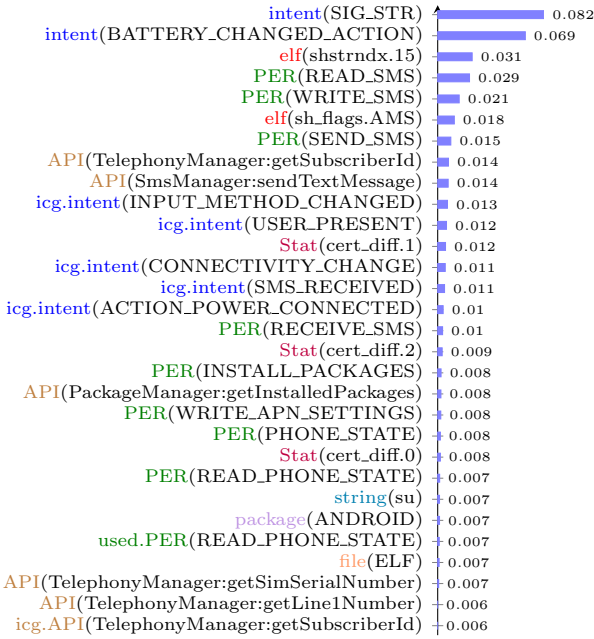 intent(SIG_STR) 0.082
intent(BATTERY_CHANGED_ACTION) 0.069
elf(shstrndx.15) 0.031
PER(READ_SMS) 0.029
PER(WRITE_SMS) 0.021
elf(sh_flags.AMS) 0.018
PER(SEND_SMS) 0.015
API(TelephonyManager:getSubscriberId) 0.014
API(SmsManager:sendTextMessage) 0.014
icg.intent(INPUT_METHOD_CHANGED) 0.013
icg.intent(USER_PRESENT) 0.012
Stat(cert_diff.1) 0.012
icg.intent(CONNECTIVITY_CHANGE) 0.011
icg.intent(SMS_RECEIVED) 0.011
icg.intent(ACTION_POWER_CONNECTED) 0.01
PER(RECEIVE_SMS) 0.01
Stat(cert_diff.2) 0.009
PER(INSTALL_PACKAGES) 0.008
API(PackageManager:getInstalledPackages) 0.008
PER(WRITE_APN_SETTINGS) 0.008
PER(PHONE_STATE) 0.008
Stat(cert_diff.0) 0.008
PER(READ_PHONE_STATE) 0.007
string(su) 0.007
package(ANDROID) 0.007
used.PER(READ_PHONE_STATE) 0.007
file(ELF) 0.007
API(TelephonyManager:getSimSerialNumber) 0.007
API(TelephonyManager:getLine1Number) 0.006
icg.API(TelephonyManager:getSubscriberId) 0.006